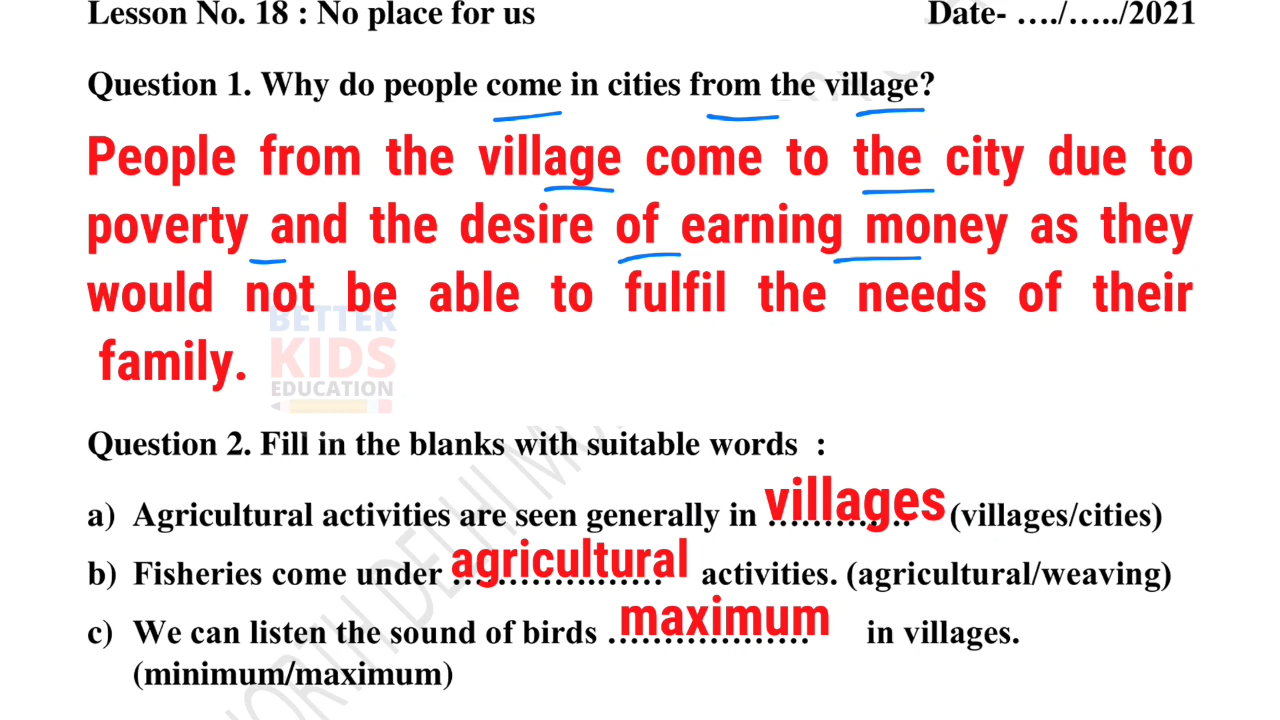 Lesson No. 18 : No place for us Date- …./…../2021
Question 1. Why do people come in cities from the village?
People from the village come to the city due to
poverty and the desire of earning money as they
would not be able to fulfil the needs of their
family.
BETTER
KIDS
EDUCATION
Question 2. Fill in the blanks with suitable words :
a) Agricultural activities are seen generally in villages (villages/cities)
b) Fisheries come under agricultural activities. (agricultural/weaving)
c) We can listen the sound of birds maximum in villages.
(minimum/maximum)
NORTH DELHI